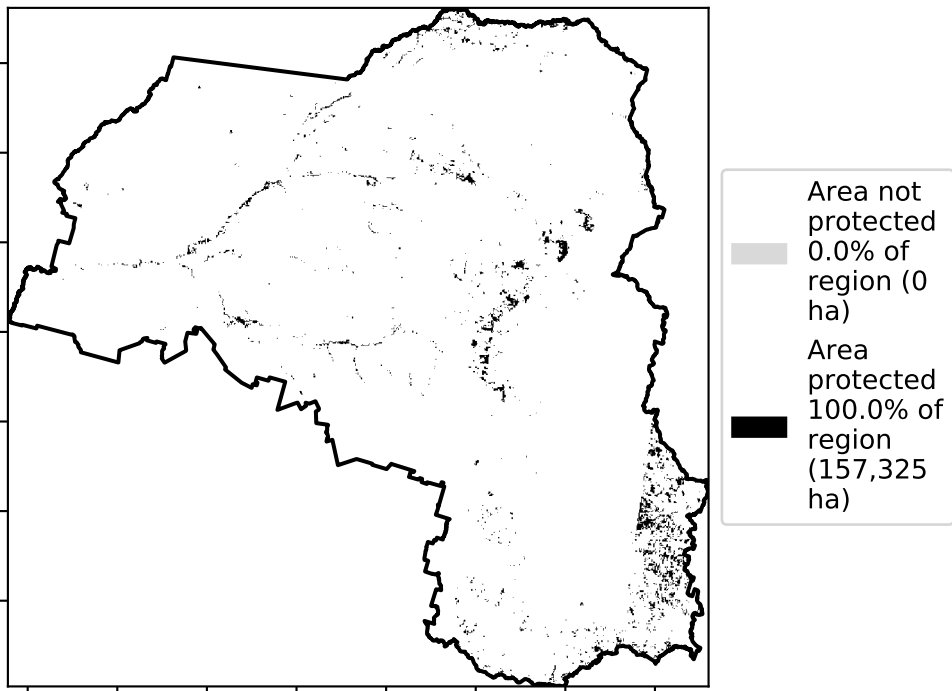 Area not
protected
0.0% of
region (0
ha)
Area
protected
100.0% of
region
(157,325
ha)